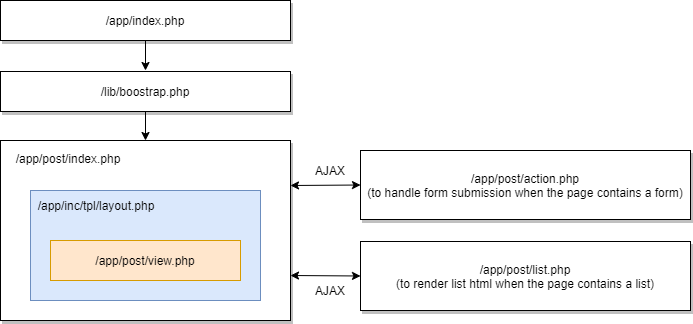 /app/index.php
/lib/boostrap.php
/app/post/index.php
/app/inc/tpl/layout.php
/app/post/view.php
AJAX
/app/post/action.php
(to handle form submission when the page contains a form)
AJAX
/app/post/list.php
(to render list html when the page contains a list)